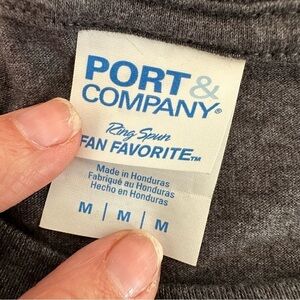 PORT &
COMPANY®
Ring Spun
FAN FAVORITE™
Made in Honduras
Fabriqué au Honduras
Hecho en Honduras
M | M | M